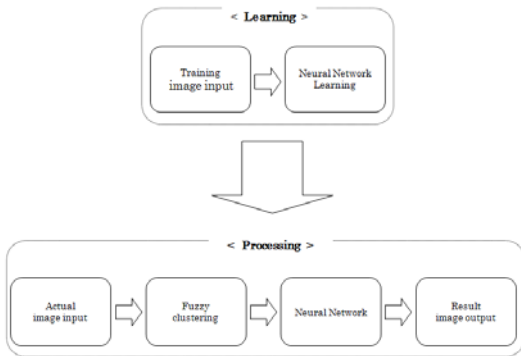 < Learning >
Training
image input
Neural Network
Learning
< Processing >
Actual
image input
Fuzzy
clustering
Neural Network
Result
image output